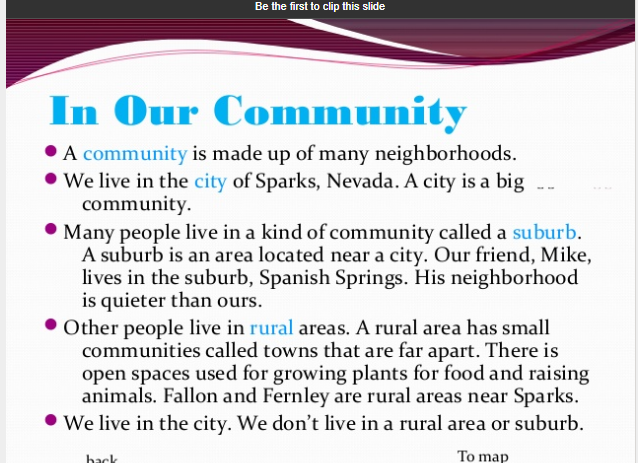 Be the first to clip this slide
In Our Community
A community is made up of many neighborhoods.
We live in the city of Sparks, Nevada. A city is a big
community.
Many people live in a kind of community called a suburb.
A suburb is an area located near a city. Our friend, Mike,
lives in the suburb, Spanish Springs. His neighborhood
is quieter than ours.
Other people live in rural areas. A rural area has small
communities called towns that are far apart. There is
open spaces used for growing plants for food and raising
animals. Fallon and Fernley are rural areas near Sparks.
We live in the city. We don’t live in a rural area or suburb.
back
To map